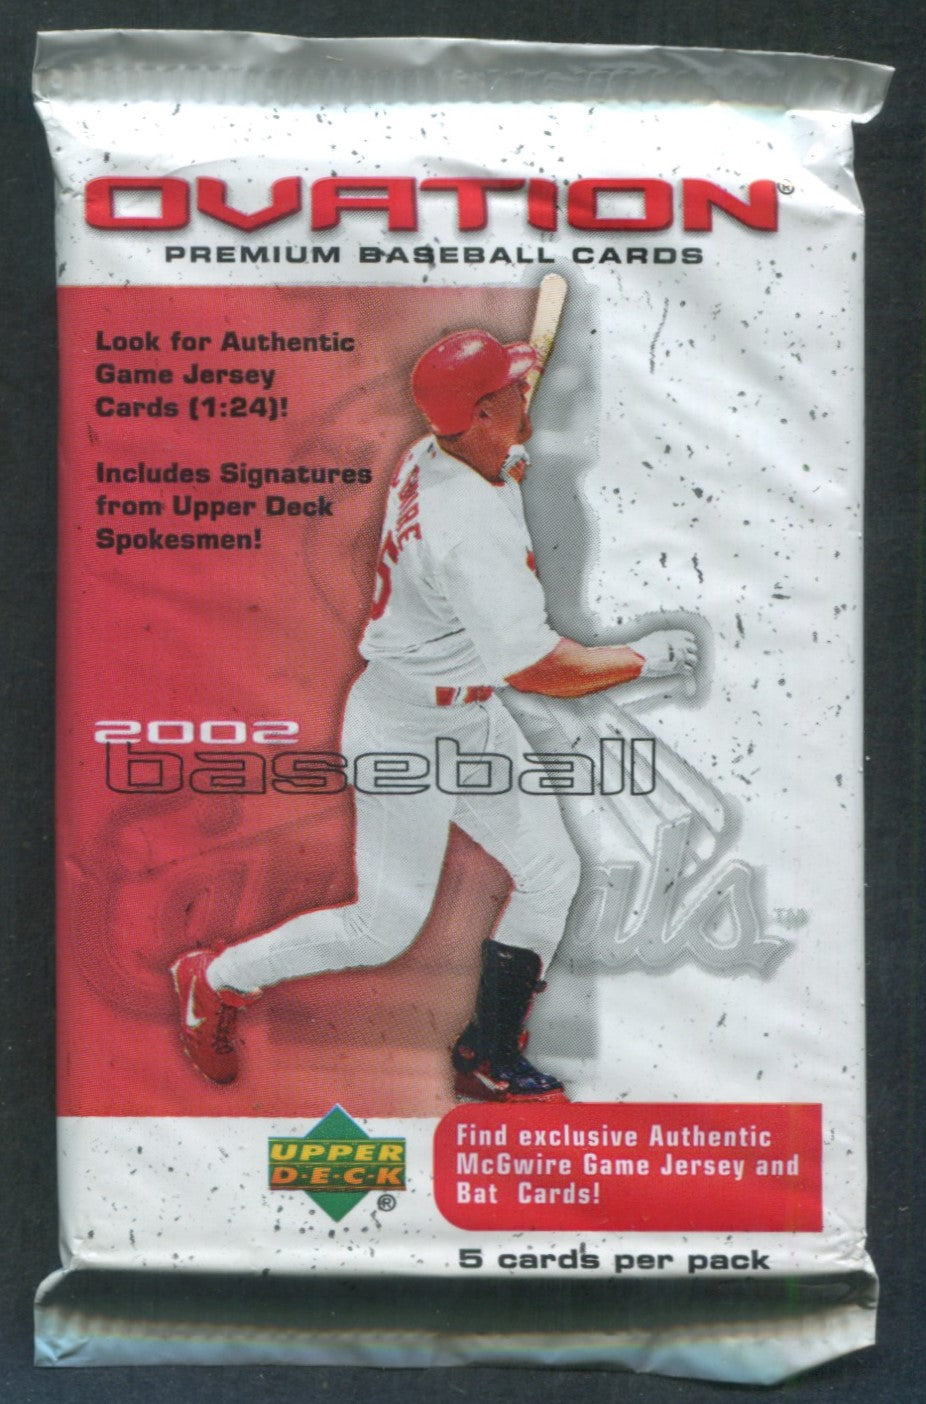 OVATION®
PREMIUM BASEBALL CARDS
Look for Authentic
Game Jersey
Cards (1:24)!
Includes Signatures
from Upper Deck
Spokesmen!
2002
baseball
Cardinals™
UPPER
D·E·C·K
®
Find exclusive Authentic
McGwire Game Jersey and
Bat Cards!
5 cards per pack